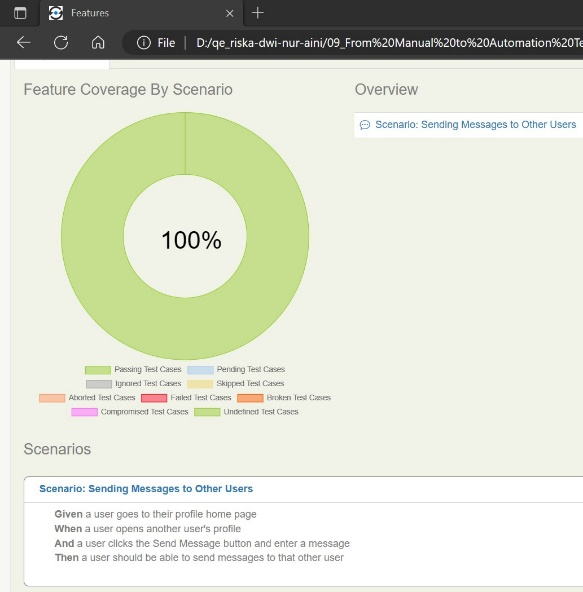 Features
File
D:/qe_riska-dwi-nur-aini/09_From%20Manual%20to%20Automation%20Te
Feature Coverage By Scenario
Overview
Scenario: Sending Messages to Other Users
100%
Passing Test Cases
Pending Test Cases
Ignored Test Cases
Skipped Test Cases
Aborted Test Cases
Failed Test Cases
Broken Test Cases
Compromised Test Cases
Undefined Test Cases
Scenarios
Scenario: Sending Messages to Other Users
Given a user goes to their profile home page
When a user opens another user's profile
And a user clicks the Send Message button and enter a message
Then a user should be able to send messages to that other user